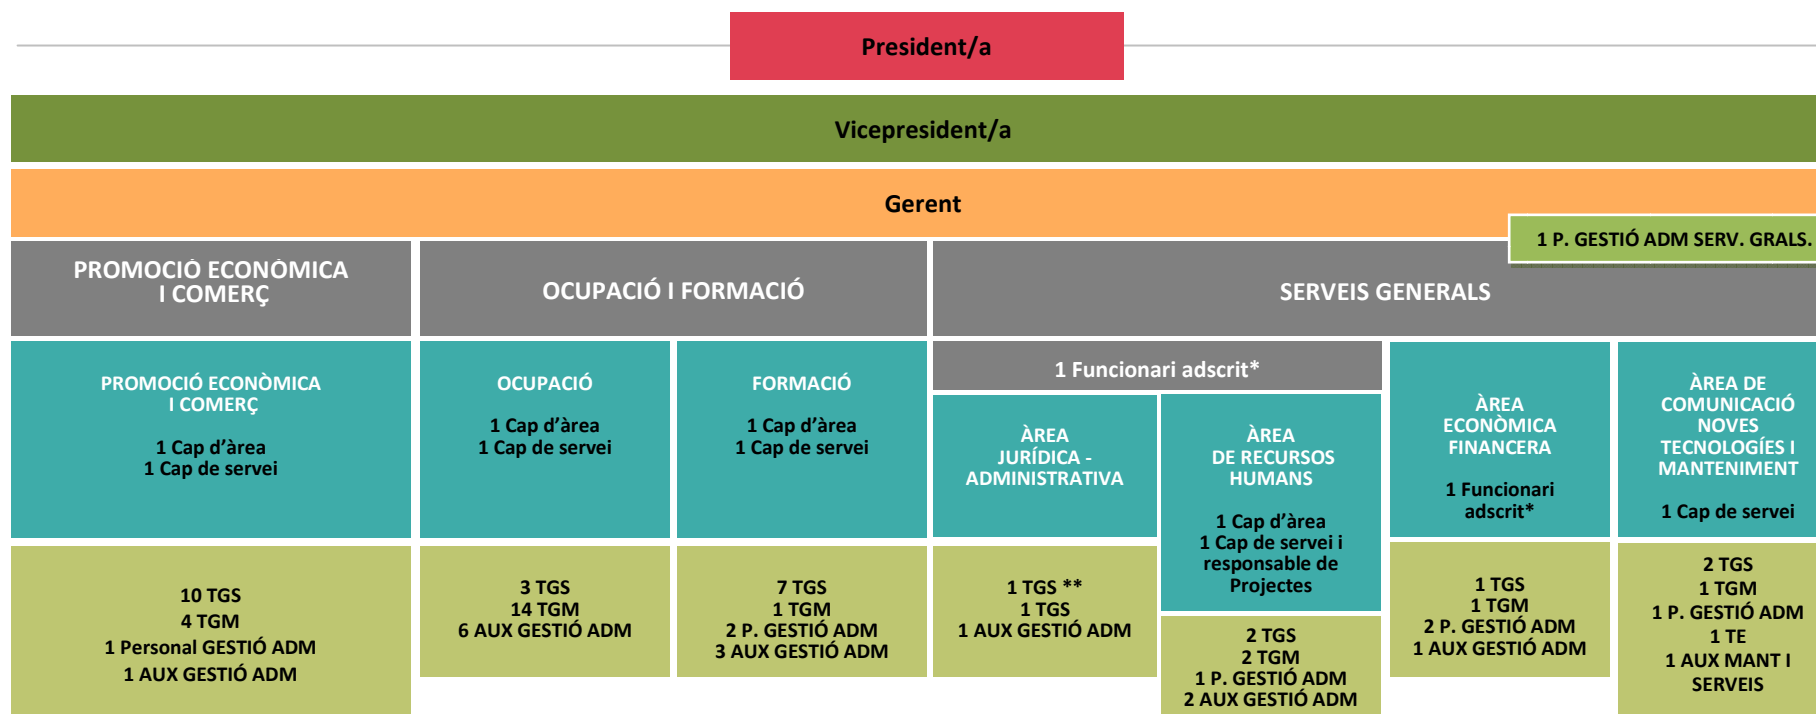 President/a
Vicepresident/a
Gerent
1 P. GESTIÓ ADM SERV. GRALS.
PROMOCIÓ ECONÒMICA
I COMERÇ
OCUPACIÓ I FORMACIÓ
SERVEIS GENERALS
PROMOCIÓ ECONÒMICA
I COMERÇ
1 Cap d'àrea
1 Cap de servei
OCUPACIÓ
1 Cap d'àrea
1 Cap de servei
FORMACIÓ
1 Cap d'àrea
1 Cap de servei
1 Funcionari adscrit*
ÀREA
JURÍDICA -
ADMINISTRATIVA
ÀREA
DE RECURSOS
HUMANS
1 Cap d'àrea
1 Cap de servei i
responsable de
Projectes
ÀREA
ECONÒMICA
FINANCERA
1 Funcionari
adscrit*
ÀREA DE
COMUNICACIÓ
NOVES
TECNOLOGÍES I
MANTENIMENT
1 Cap de servei
10 TGS
4 TGM
1 Personal GESTIÓ ADM
1 AUX GESTIÓ ADM
3 TGS
14 TGM
6 AUX GESTIÓ ADM
7 TGS
1 TGM
2 P. GESTIÓ ADM
3 AUX GESTIÓ ADM
1 TGS **
1 TGS
1 AUX GESTIÓ ADM
2 TGS
2 TGM
1 P. GESTIÓ ADM
2 AUX GESTIÓ ADM
1 TGS
1 TGM
2 P. GESTIÓ ADM
1 AUX GESTIÓ ADM
2 TGS
1 TGM
1 P. GESTIÓ ADM
1 TE
1 AUX MANT I
SERVEIS